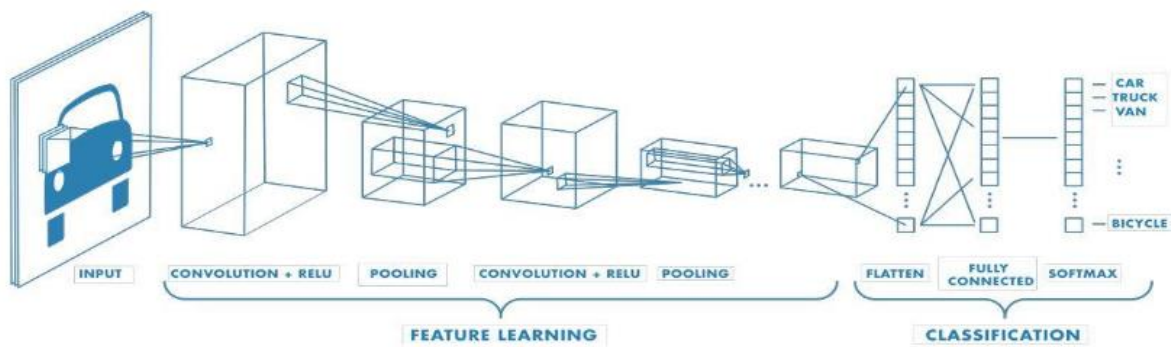 CAR
TRUCK
VAN
BICYCLE
INPUT
CONVOLUTION + RELU
POOLING
CONVOLUTION + RELU
POOLING
FLATTEN
FULLY
CONNECTED
SOFTMAX
FEATURE LEARNING
CLASSIFICATION